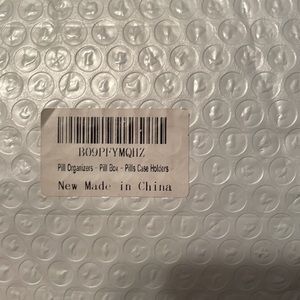 B09PFYMQHZ
Pill Organizers - Pill Box - Pills Case Holders
New Made in China